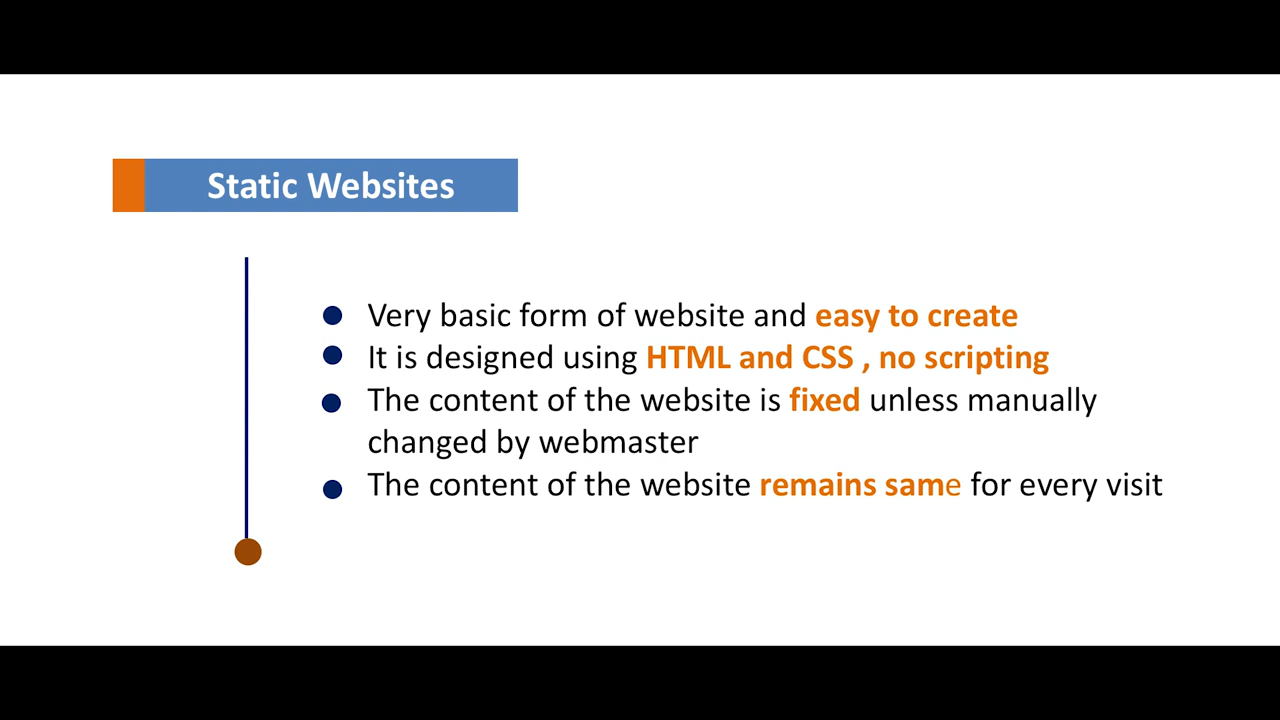 Static Websites
Very basic form of website and easy to create
It is designed using HTML and CSS , no scripting
The content of the website is fixed unless manually
changed by webmaster
The content of the website remains same for every visit